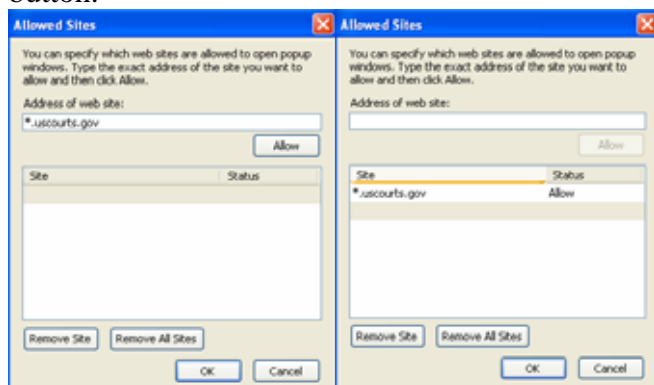 button.
Allowed Sites
You can specify which web sites are allowed to open popup
windows. Type the exact address of the site you want to
allow and then click Allow.
Address of web site:
*.uscourts.gov
Allow
Site Status
Remove Site Remove All Sites
OK Cancel
Allowed Sites
You can specify which web sites are allowed to open popup
windows. Type the exact address of the site you want to
allow and then click Allow.
Address of web site:
Allow
Site Status
*.uscourts.gov Allow
Remove Site Remove All Sites
OK Cancel